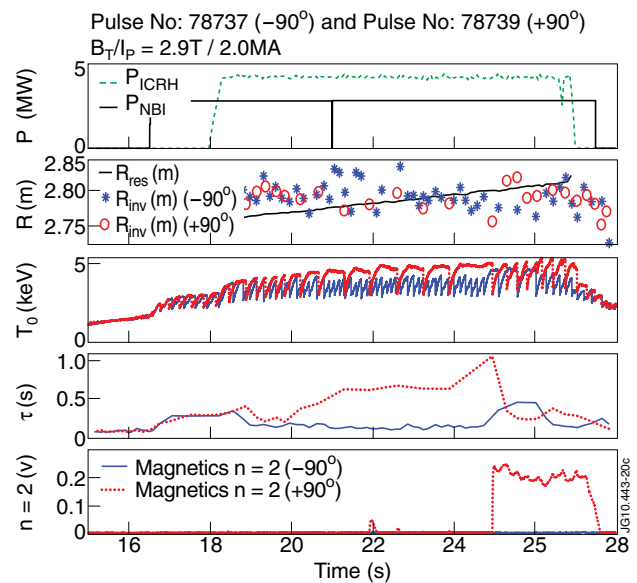 Pulse No: 78737 (−90°) and Pulse No: 78739 (+90°)
B_T/I_P = 2.9T / 2.0MA
P (MW)
5
0
P_ICRH
P_NBI
R (m)
2.85
2.80
2.75
R_res (m)
R_inv (m) (−90°)
R_inv (m) (+90°)
T_0 (keV)
5
0
τ (s)
1.0
0.5
0
n = 2 (v)
0.2
0.1
0
Magnetics n = 2 (−90°)
Magnetics n = 2 (+90°)
16 18 20 22 24 26 28
Time (s)
JG10.443-20c